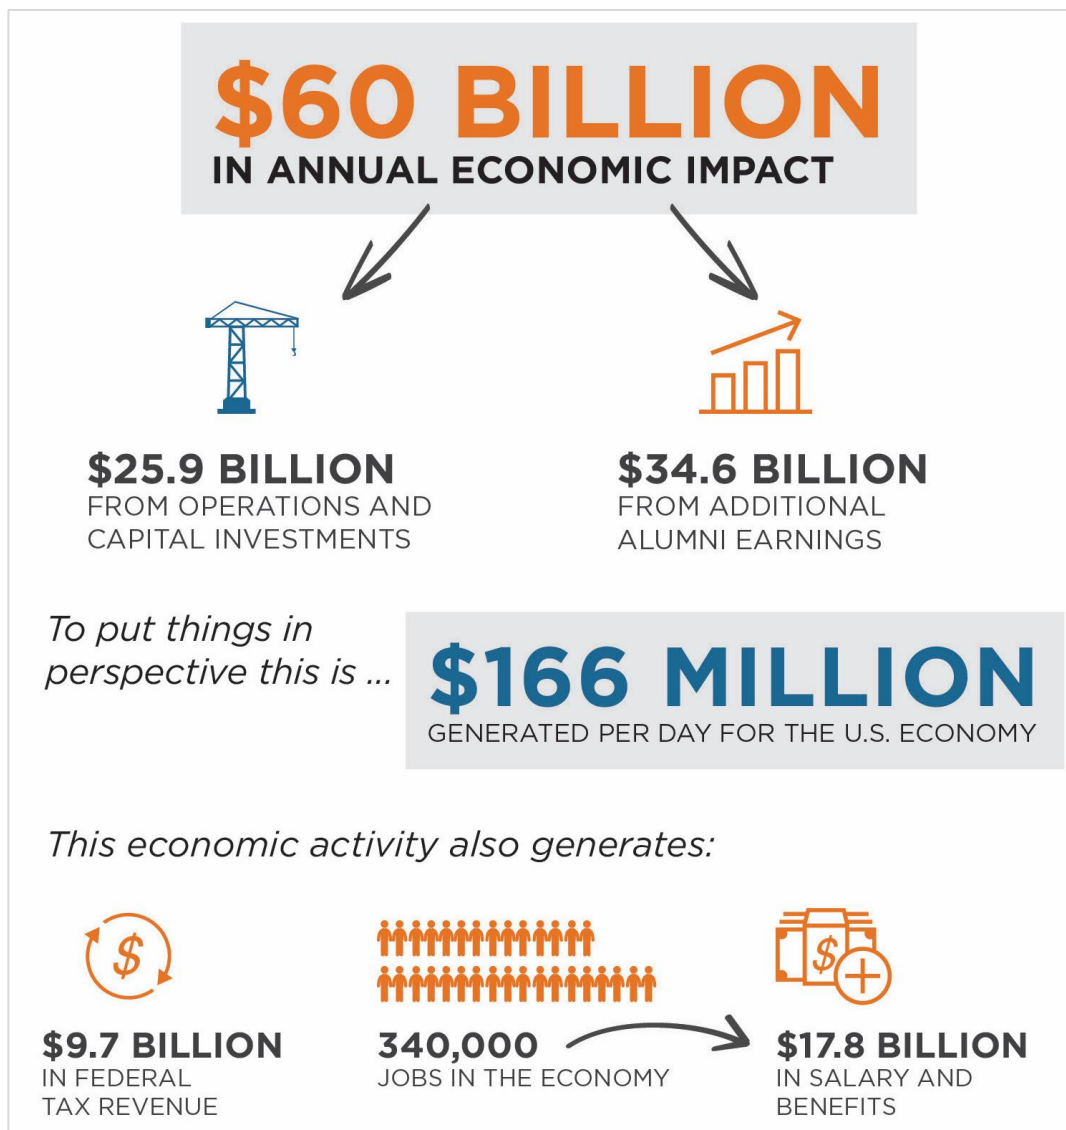 $60 BILLION
IN ANNUAL ECONOMIC IMPACT
$25.9 BILLION
FROM OPERATIONS AND
CAPITAL INVESTMENTS
$34.6 BILLION
FROM ADDITIONAL
ALUMNI EARNINGS
To put things in
perspective this is ...
$166 MILLION
GENERATED PER DAY FOR THE U.S. ECONOMY
This economic activity also generates:
$
$9.7 BILLION
IN FEDERAL
TAX REVENUE
340,000
JOBS IN THE ECONOMY
$
$17.8 BILLION
IN SALARY AND
BENEFITS